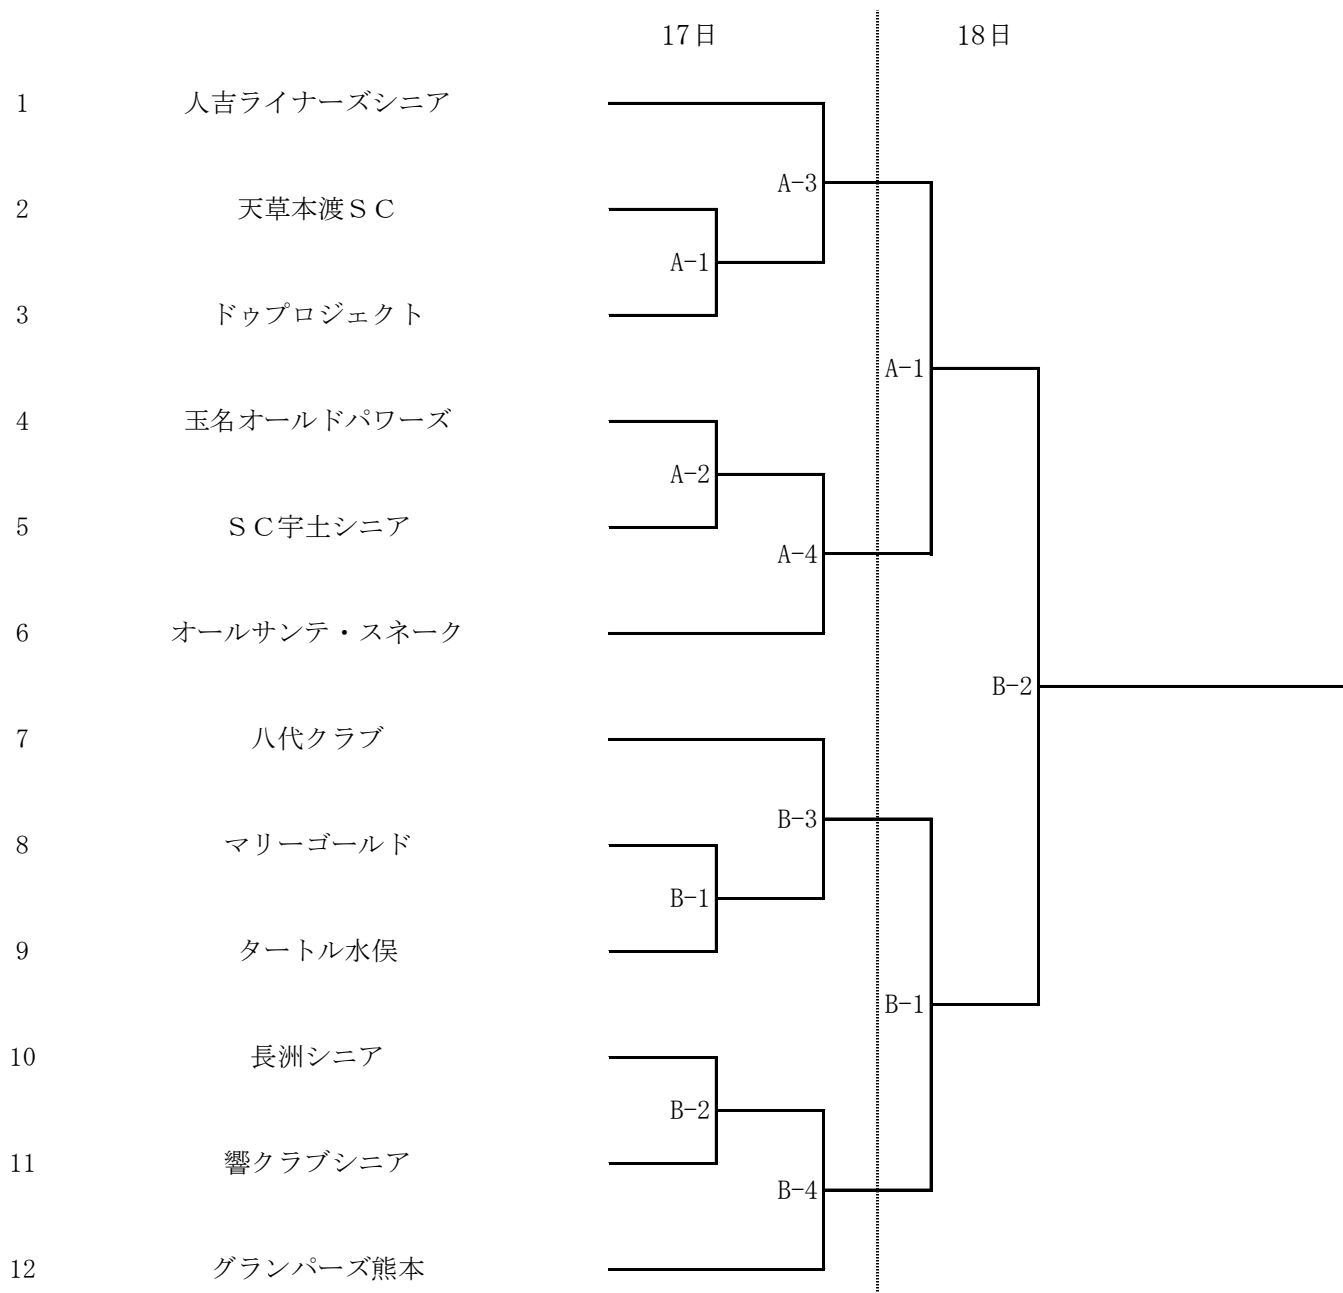 17日 18日
1 人吉ライナーズシニア
A-3
2 天草本渡ＳＣ
A-1
3 ドゥプロジェクト
A-1
4 玉名オールドパワーズ
A-2
5 ＳＣ宇土シニア
A-4
6 オールサンテ・スネーク
B-2
7 八代クラブ
B-3
8 マリーゴールド
B-1
9 タートル水俣
B-1
10 長洲シニア
B-2
11 響クラブシニア
B-4
12 グランパーズ熊本